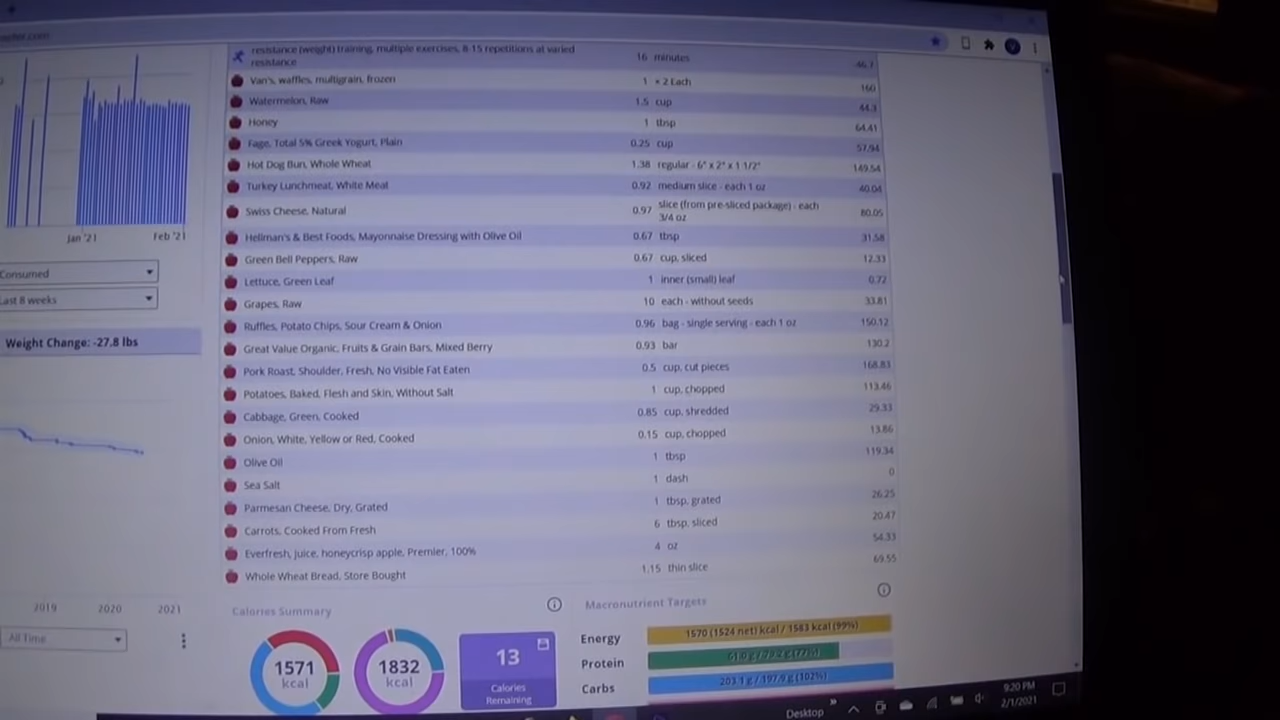 resistance (weight) training, multiple exercises, 8-15 repetitions at varied
resistance
16 minutes
46.7
Van's, waffles, multigrain, frozen 1 × 2 Each 160
Watermelon, Raw 1.5 cup 64.3
Honey 1 tbsp 64.41
Fage, Total 5% Greek Yogurt, Plain 0.25 cup 57.94
Hot Dog Bun, Whole Wheat 1.38 regular - 6" x 2" x 1 1/2" 149.54
Turkey Lunchmeat, White Meat 0.92 medium slice - each 1 oz 40.04
Swiss Cheese, Natural 0.97 slice (from pre-sliced package) - each
3/4 oz 80.05
Hellman's & Best Foods, Mayonnaise Dressing with Olive Oil 0.67 tbsp 31.58
Green Bell Peppers, Raw 0.67 cup, sliced 12.33
Lettuce, Green Leaf 1 inner (small) leaf 0.72
Grapes, Raw 10 each - without seeds 33.81
Ruffles, Potato Chips, Sour Cream & Onion 0.96 bag - single serving - each 1 oz 150.12
Great Value Organic, Fruits & Grain Bars, Mixed Berry 0.93 bar 130.2
Pork Roast, Shoulder, Fresh, No Visible Fat Eaten 0.5 cup, cut pieces 168.83
Potatoes, Baked, Flesh and Skin, Without Salt 1 cup, chopped 113.46
Cabbage, Green, Cooked 0.85 cup, shredded 29.33
Onion, White, Yellow or Red, Cooked 0.15 cup, chopped 13.86
Olive Oil 1 tbsp 119.34
Sea Salt 1 dash 0
Parmesan Cheese, Dry, Grated 1 tbsp, grated 26.25
Carrots, Cooked From Fresh 6 tbsp, sliced 20.47
Everfresh, juice, honeycrisp apple, Premier, 100% 4 oz 54.33
Whole Wheat Bread, Store Bought 1.15 thin slice 69.55
Jan '21 Feb '21
Consumed
Last 8 weeks
Weight Change: -27.8 lbs
2019 2020 2021
All Time
Calories Summary
1571
kcal
1832
kcal
13
Calories
Remaining
Macronutrient Targets
Energy 1570 (1524 net) kcal / 1583 kcal (99%)
Protein 61.0 g / 79.2 g (77%)
Carbs 203.1 g / 197.9 g (102%)
Desktop
9:20 PM
2/1/2021